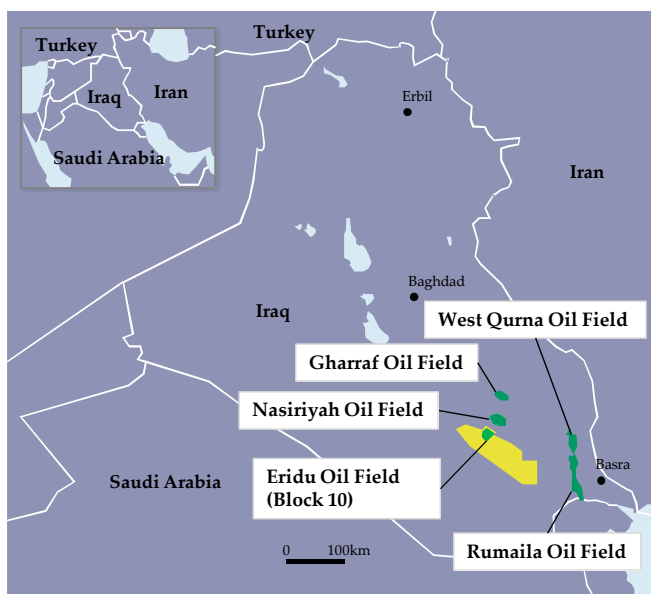 Turkey
Iraq
Iran
Saudi Arabia
Turkey
Erbil
Iran
Baghdad
Iraq
West Qurna Oil Field
Gharraf Oil Field
Nasiriyah Oil Field
Eridu Oil Field
(Block 10)
Saudi Arabia
Basra
Rumaila Oil Field
0 100km